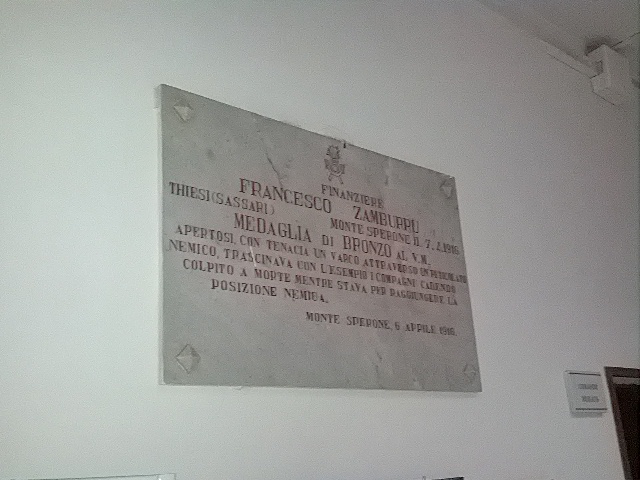 FINANZIERE
FRANCESCO ZAMBURRU
THIESI (SASSARI) MONTE SPERONE IL 7.4.1916
MEDAGLIA DI BRONZO AL V.M.
APERTOSI, CON TENACIA UN VARCO ATTRAVERSO UN RETICOLATO
NEMICO, TRASCINAVA CON L'ESEMPIO I COMPAGNI CADENDO
COLPITO A MORTE MENTRE STAVA PER RAGGIUNGERE LA
POSIZIONE NEMICA.
MONTE SPERONE, 6 APRILE 1916.